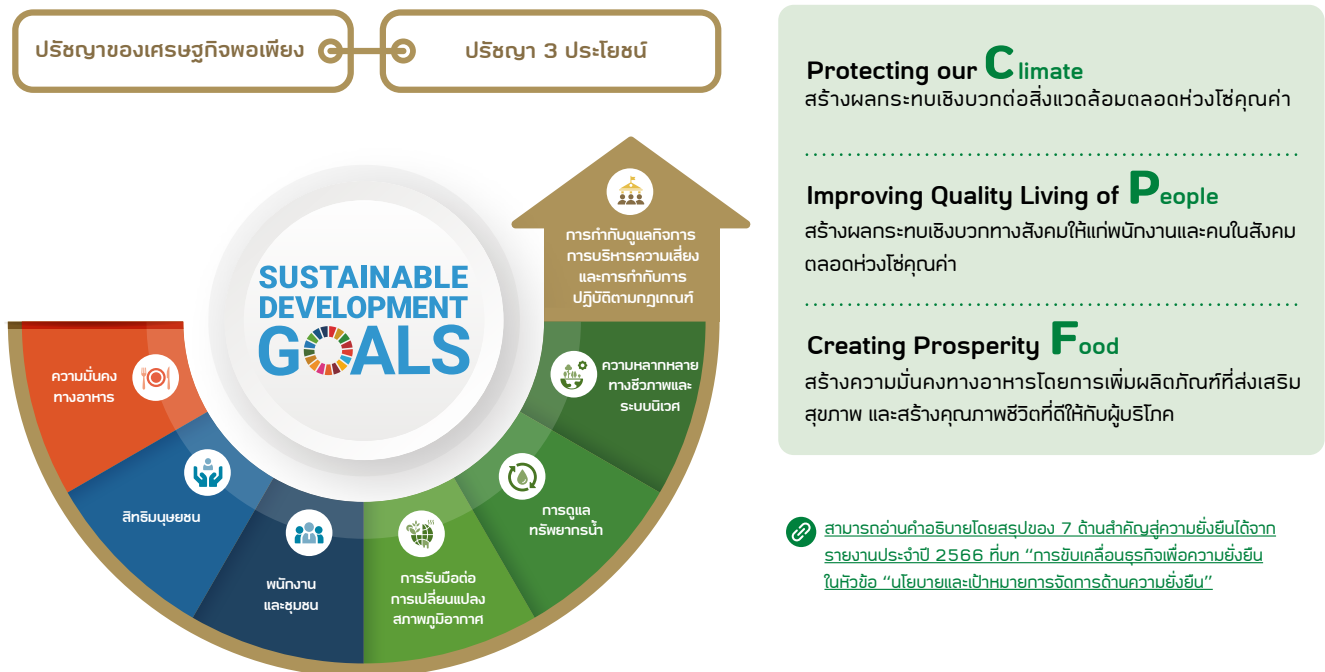 ปรัชญาของเศรษฐกิจพอเพียง
ปรัชญา 3 ประโยชน์
การกำกับดูแลกิจการ
การบริหารความเสี่ยง
และการกำกับการ
ปฏิบัติตามกฎเกณฑ์
SUSTAINABLE
DEVELOPMENT
GOALS
ความมั่นคง
ทางอาหาร
สิทธิมนุษยชน
พนักงาน
และชุมชน
การรับมือต่อ
การเปลี่ยนแปลง
สภาพภูมิอากาศ
การดูแล
ทรัพยากรน้ำ
ความหลากหลาย
ทางชีวภาพและ
ระบบนิเวศ
Protecting our Climate
สร้างผลกระทบเชิงบวกต่อสิ่งแวดล้อมตลอดห่วงโซ่คุณค่า
Improving Quality Living of People
สร้างผลกระทบเชิงบวกทางสังคมให้แก่พนักงานและคนในสังคม
ตลอดห่วงโซ่คุณค่า
Creating Prosperity Food
สร้างความมั่นคงทางอาหารโดยการเพิ่มผลิตภัณฑ์ที่ส่งเสริม
สุขภาพ และสร้างคุณภาพชีวิตที่ดีให้กับผู้บริโภค
สามารถอ่านคำอธิบายโดยสรุปของ 7 ด้านสำคัญสู่ความยั่งยืนได้จาก
รายงานประจำปี 2566 ที่บท “การขับเคลื่อนธุรกิจเพื่อความยั่งยืน
ในหัวข้อ “นโยบายและเป้าหมายการจัดการด้านความยั่งยืน”